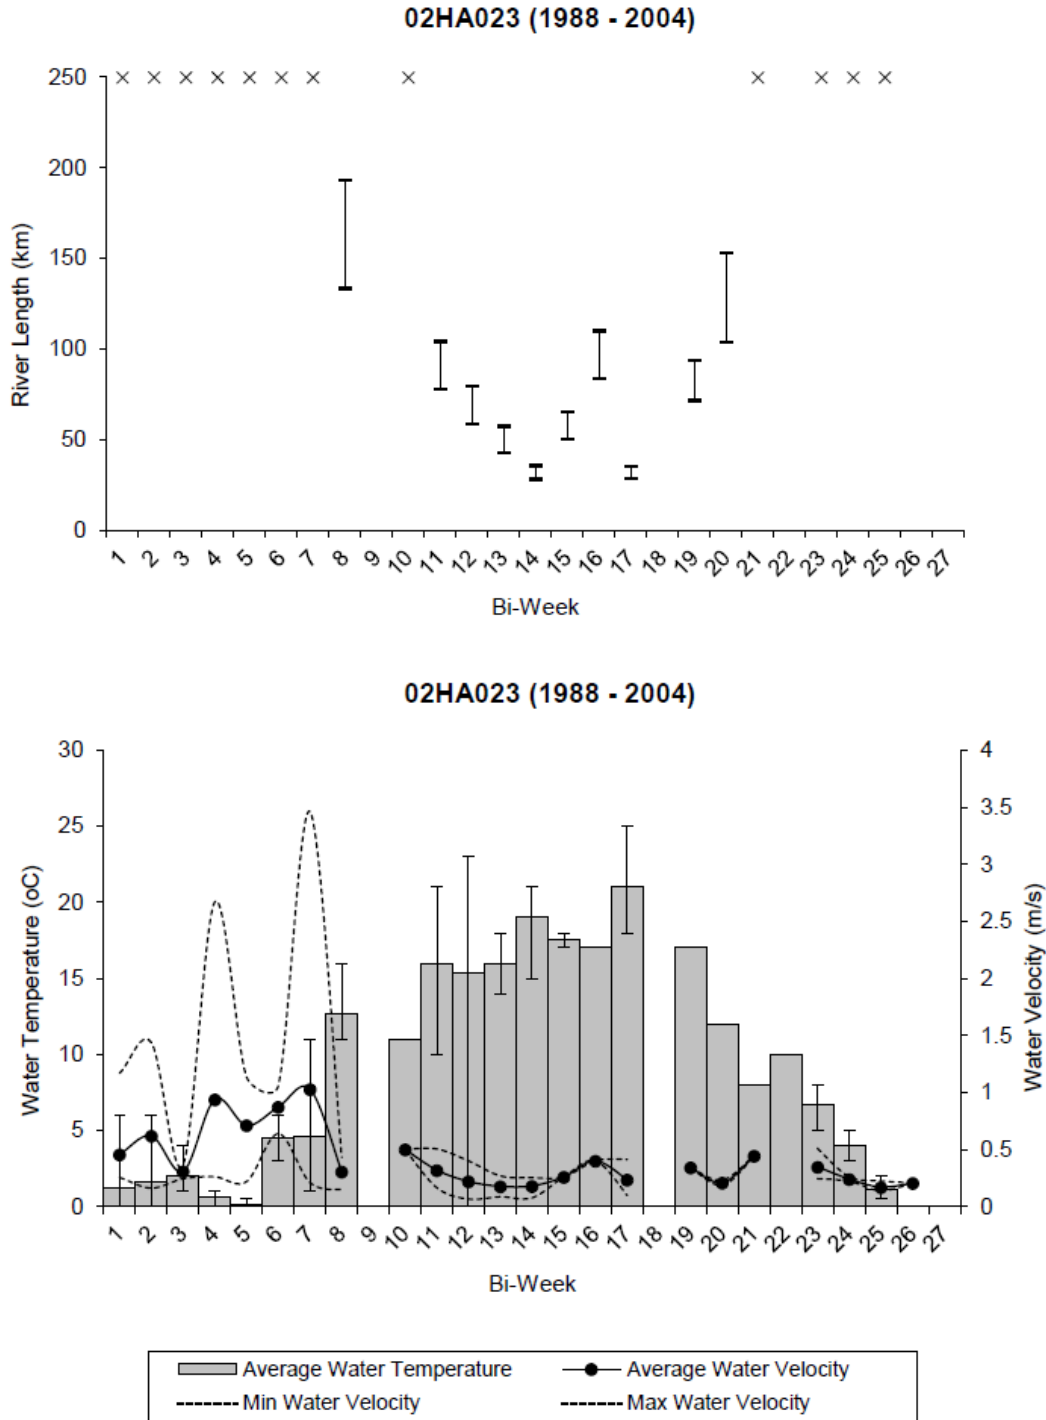 02HA023 (1988 - 2004)
250
200
150
100
50
0
River Length (km)
1 2 3 4 5 6 7 8 9 10 11 12 13 14 15 16 17 18 19 20 21 22 23 24 25 26 27
Bi-Week
02HA023 (1988 - 2004)
30
25
20
15
10
5
0
Water Temperature (oC)
4
3.5
3
2.5
2
1.5
1
0.5
0
Water Velocity (m/s)
1 2 3 4 5 6 7 8 9 10 11 12 13 14 15 16 17 18 19 20 21 22 23 24 25 26 27
Bi-Week
Average Water Temperature Average Water Velocity
Min Water Velocity Max Water Velocity